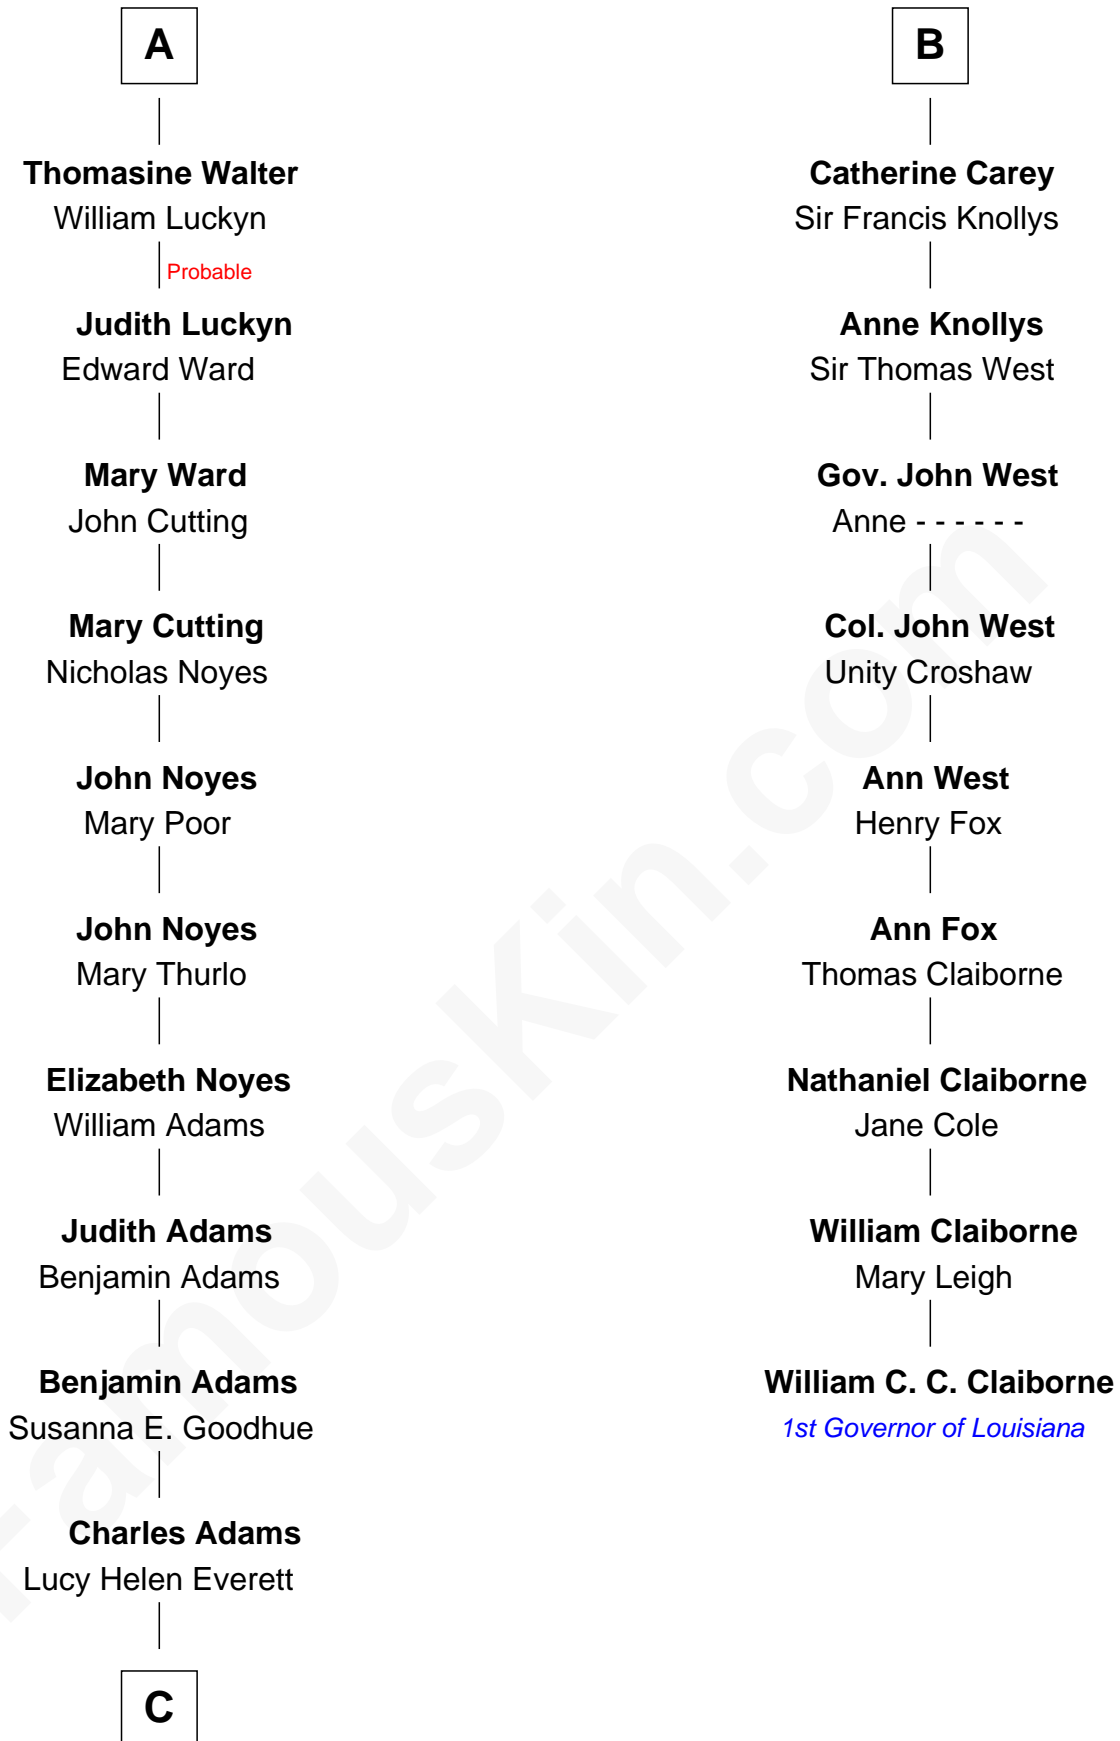 A
Thomasine Walter
William Luckyn
Probable
Judith Luckyn
Edward Ward
Mary Ward
John Cutting
Mary Cutting
Nicholas Noyes
John Noyes
Mary Poor
John Noyes
Mary Thurlo
Elizabeth Noyes
William Adams
Judith Adams
Benjamin Adams
Benjamin Adams
Susanna E. Goodhue
Charles Adams
Lucy Helen Everett
C
B
Catherine Carey
Sir Francis Knollys
Anne Knollys
Sir Thomas West
Gov. John West
Anne - - - - - -
Col. John West
Unity Croshaw
Ann West
Henry Fox
Ann Fox
Thomas Claiborne
Nathaniel Claiborne
Jane Cole
William Claiborne
Mary Leigh
William C. C. Claiborne
1st Governor of Louisiana
FamousKin.com